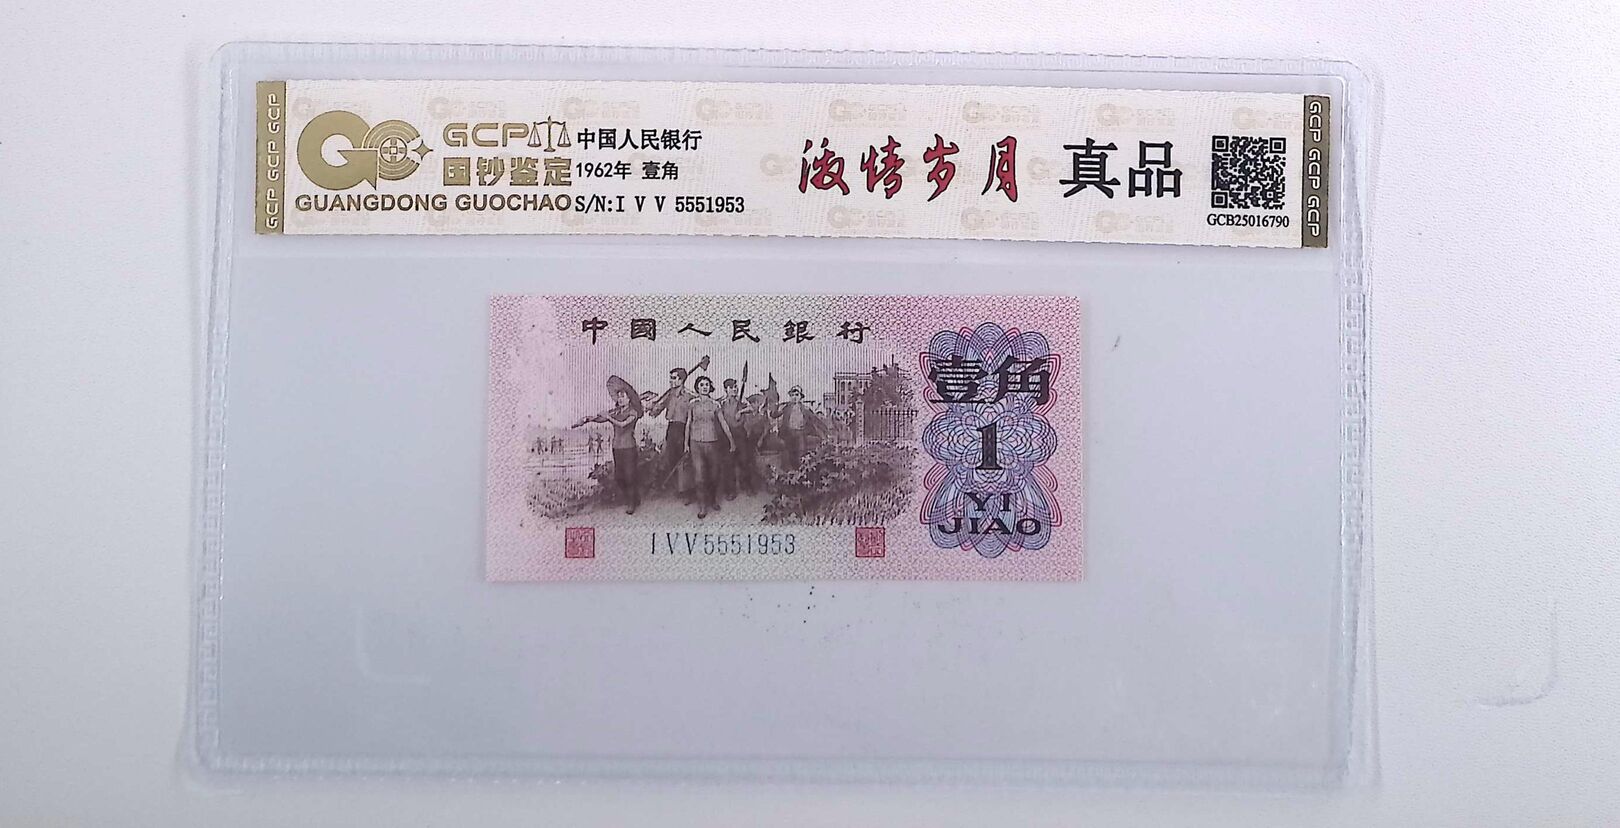 GCP GCP GCP
GCP
国钞鉴定
GUANGDONG GUOCHAO
中国人民银行
1962年 壹角
S/N:I V V 5551953
激情岁月 真品
GCB25016790
GCP GCP GCP
中國人民銀行
壹角
1
YI
JIAO
I V V 5551953